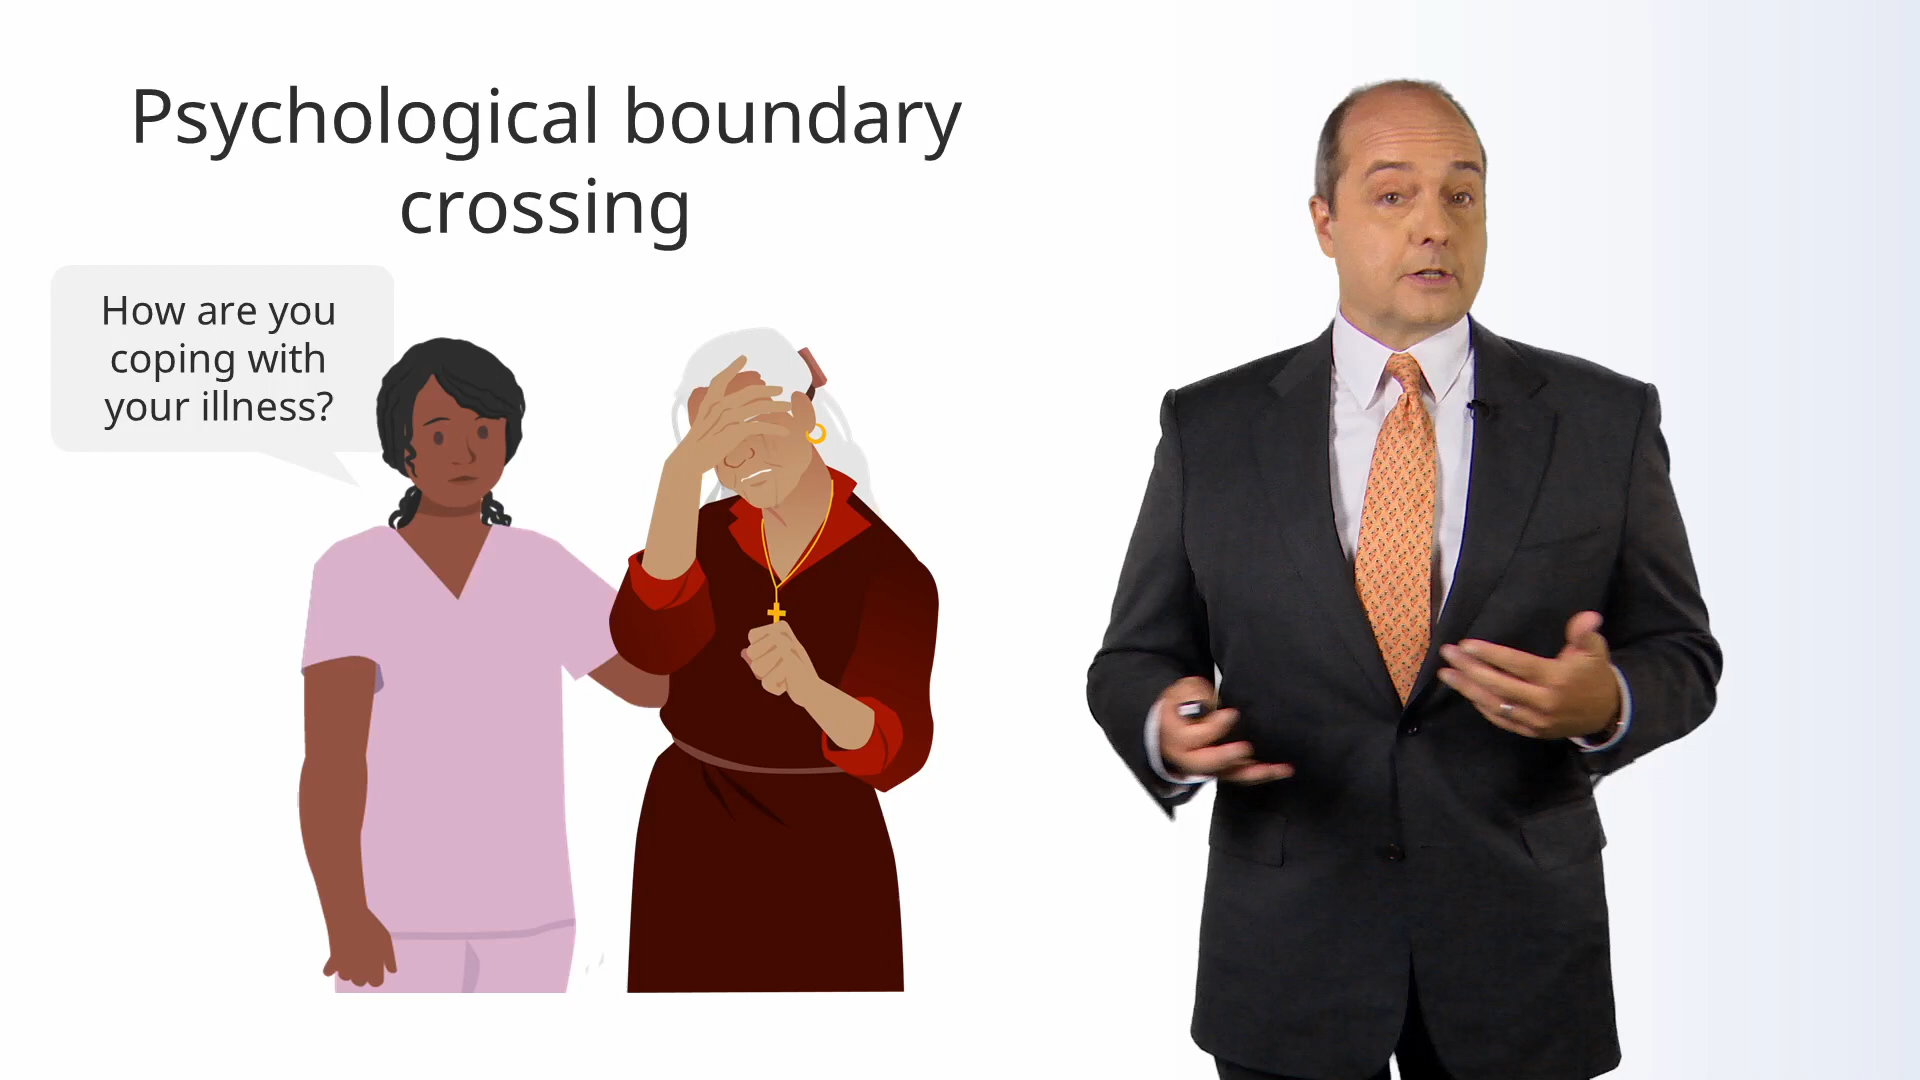 Psychological boundary
crossing
How are you
coping with
your illness?